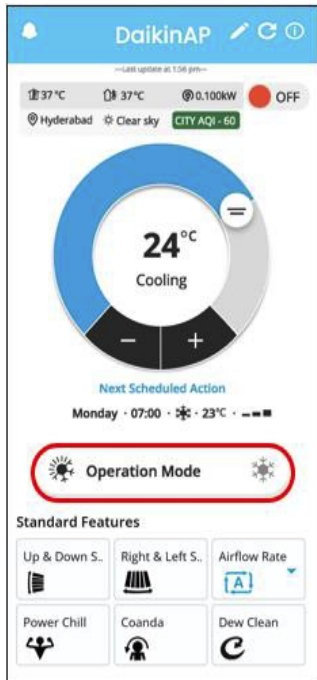 DaikinAP
---Last update at 1:56 pm---
37 °C 37°C 0.100kW OFF
Hyderabad Clear sky CITY AQI - 60
24°C
Cooling
− +
Next Scheduled Action
Monday · 07:00 · 23°C ·
Operation Mode
Standard Features
Up & Down S.. Right & Left S.. Airflow Rate
A
Power Chill Coanda Dew Clean